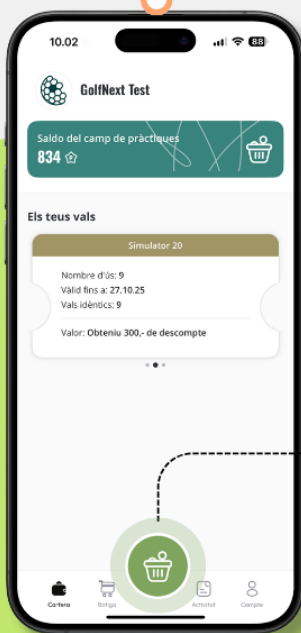 10.02
88
GolfNext Test
Saldo del camp de pràctiques
834
Els teus vals
Simulator 20
Nombre d'ús: 9
Vàlid fins a: 27.10.25
Vals idèntics: 9
Valor: Obteniu 300,- de descompte
Cartera
Botiga
Activitat
Compte